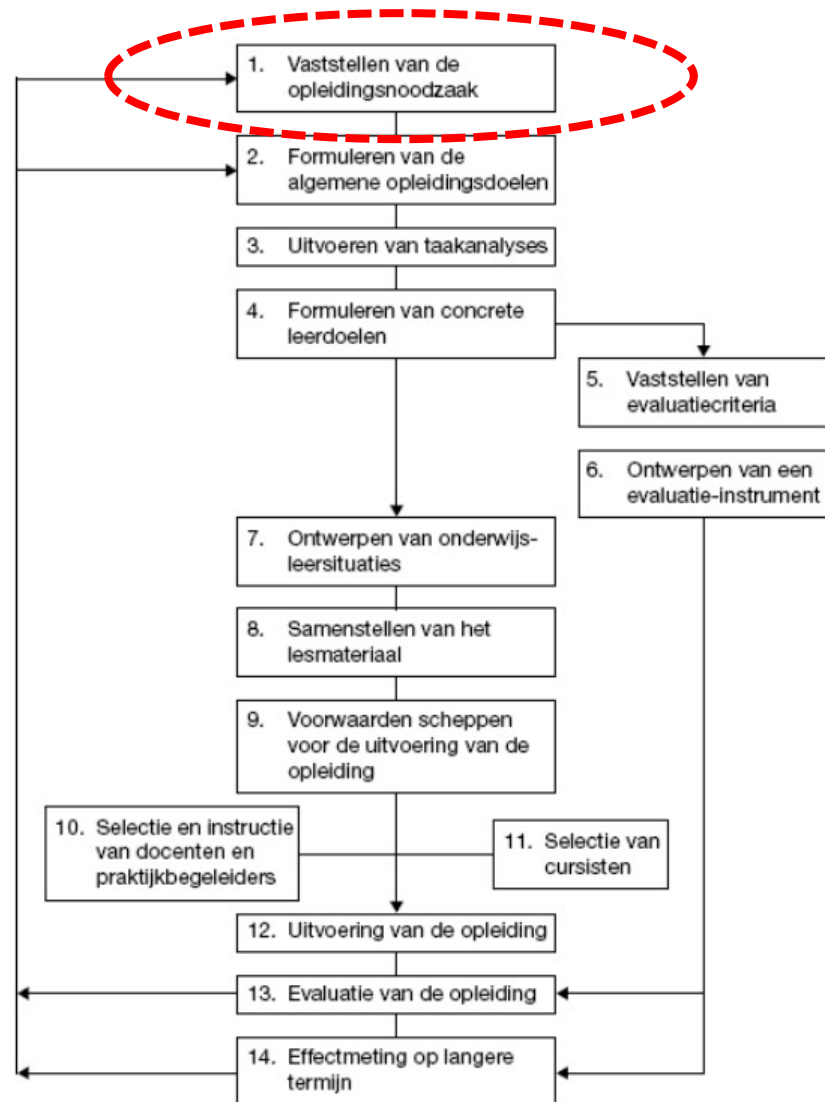 1. Vaststellen van de
opleidingsnoodzaak
2. Formuleren van de
algemene opleidingsdoelen
3. Uitvoeren van taakanalyses
4. Formuleren van concrete
leerdoelen
5. Vaststellen van
evaluatiecriteria
6. Ontwerpen van een
evaluatie-instrument
7. Ontwerpen van onderwijs-
leersituaties
8. Samenstellen van het
lesmateriaal
9. Voorwaarden scheppen
voor de uitvoering van de
opleiding
10. Selectie en instructie
van docenten en
praktijkbegeleiders
11. Selectie van
cursisten
12. Uitvoering van de opleiding
13. Evaluatie van de opleiding
14. Effectmeting op langere
termijn